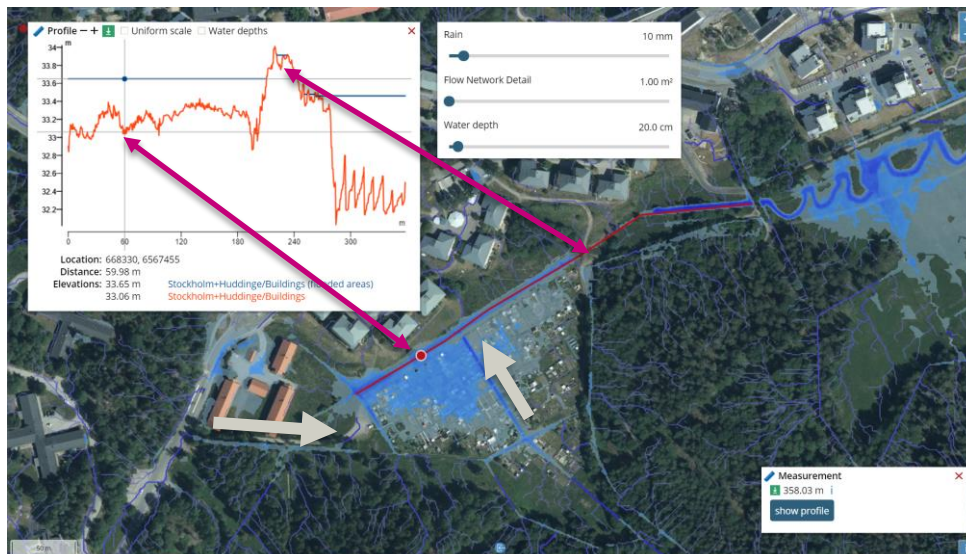 Profile
Uniform scale
Water depths
m
34
33.8
33.6
33.4
33.2
33
32.8
32.6
32.4
32.2
m
0
60
120
180
240
300
Location: 668330, 6567455
Distance: 59.98 m
Elevations: 33.65 m Stockholm+Huddinge/Buildings (flooded areas)
33.06 m Stockholm+Huddinge/Buildings
Rain 10 mm
Flow Network Detail 1.00 m²
Water depth 20.0 cm
Measurement
358.03 m i
show profile
50 m